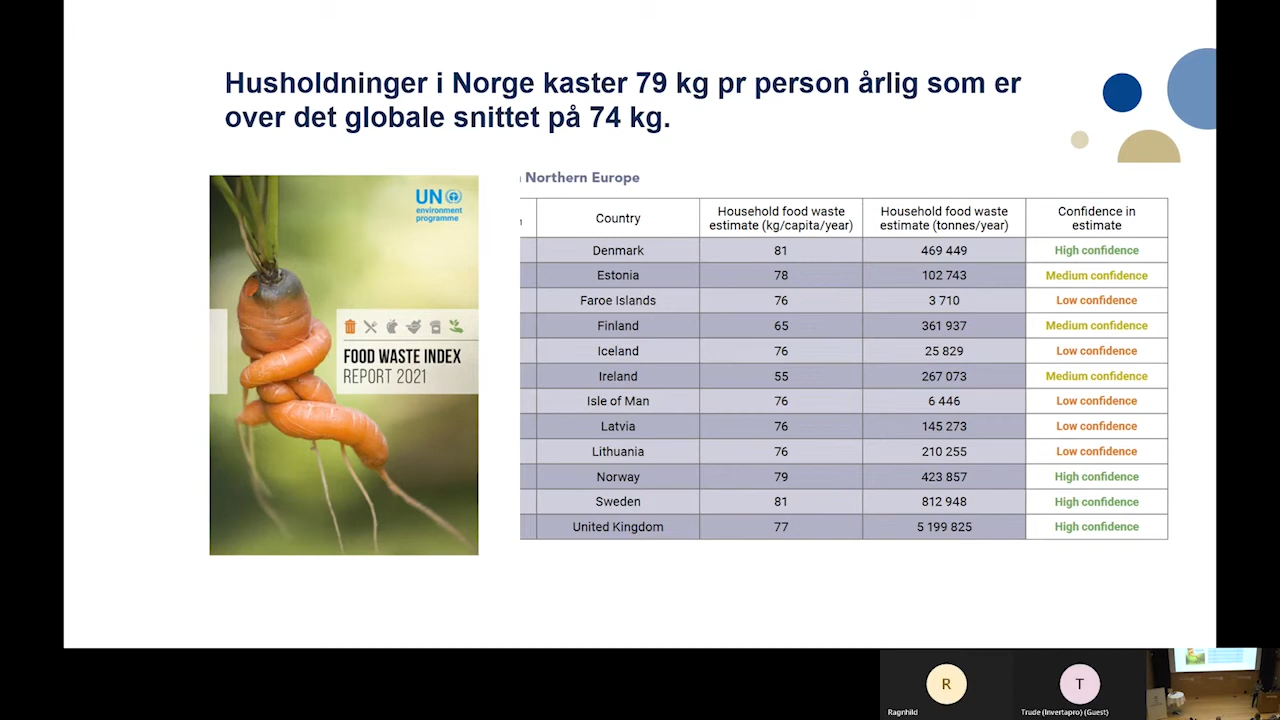 Husholdninger i Norge kaster 79 kg pr person årlig som er
over det globale snittet på 74 kg.
UN
environment
programme
FOOD WASTE INDEX
REPORT 2021
Northern Europe
Country
Household food waste
estimate (kg/capita/year)
Household food waste
estimate (tonnes/year)
Confidence in
estimate
Denmark 81 469 449 High confidence
Estonia 78 102 743 Medium confidence
Faroe Islands 76 3 710 Low confidence
Finland 65 361 937 Medium confidence
Iceland 76 25 829 Low confidence
Ireland 55 267 073 Medium confidence
Isle of Man 76 6 446 Low confidence
Latvia 76 145 273 Low confidence
Lithuania 76 210 255 Low confidence
Norway 79 423 857 High confidence
Sweden 81 812 948 High confidence
United Kingdom 77 5 199 825 High confidence
R
Ragnhild
T
Trude (Invertapro) (Guest)